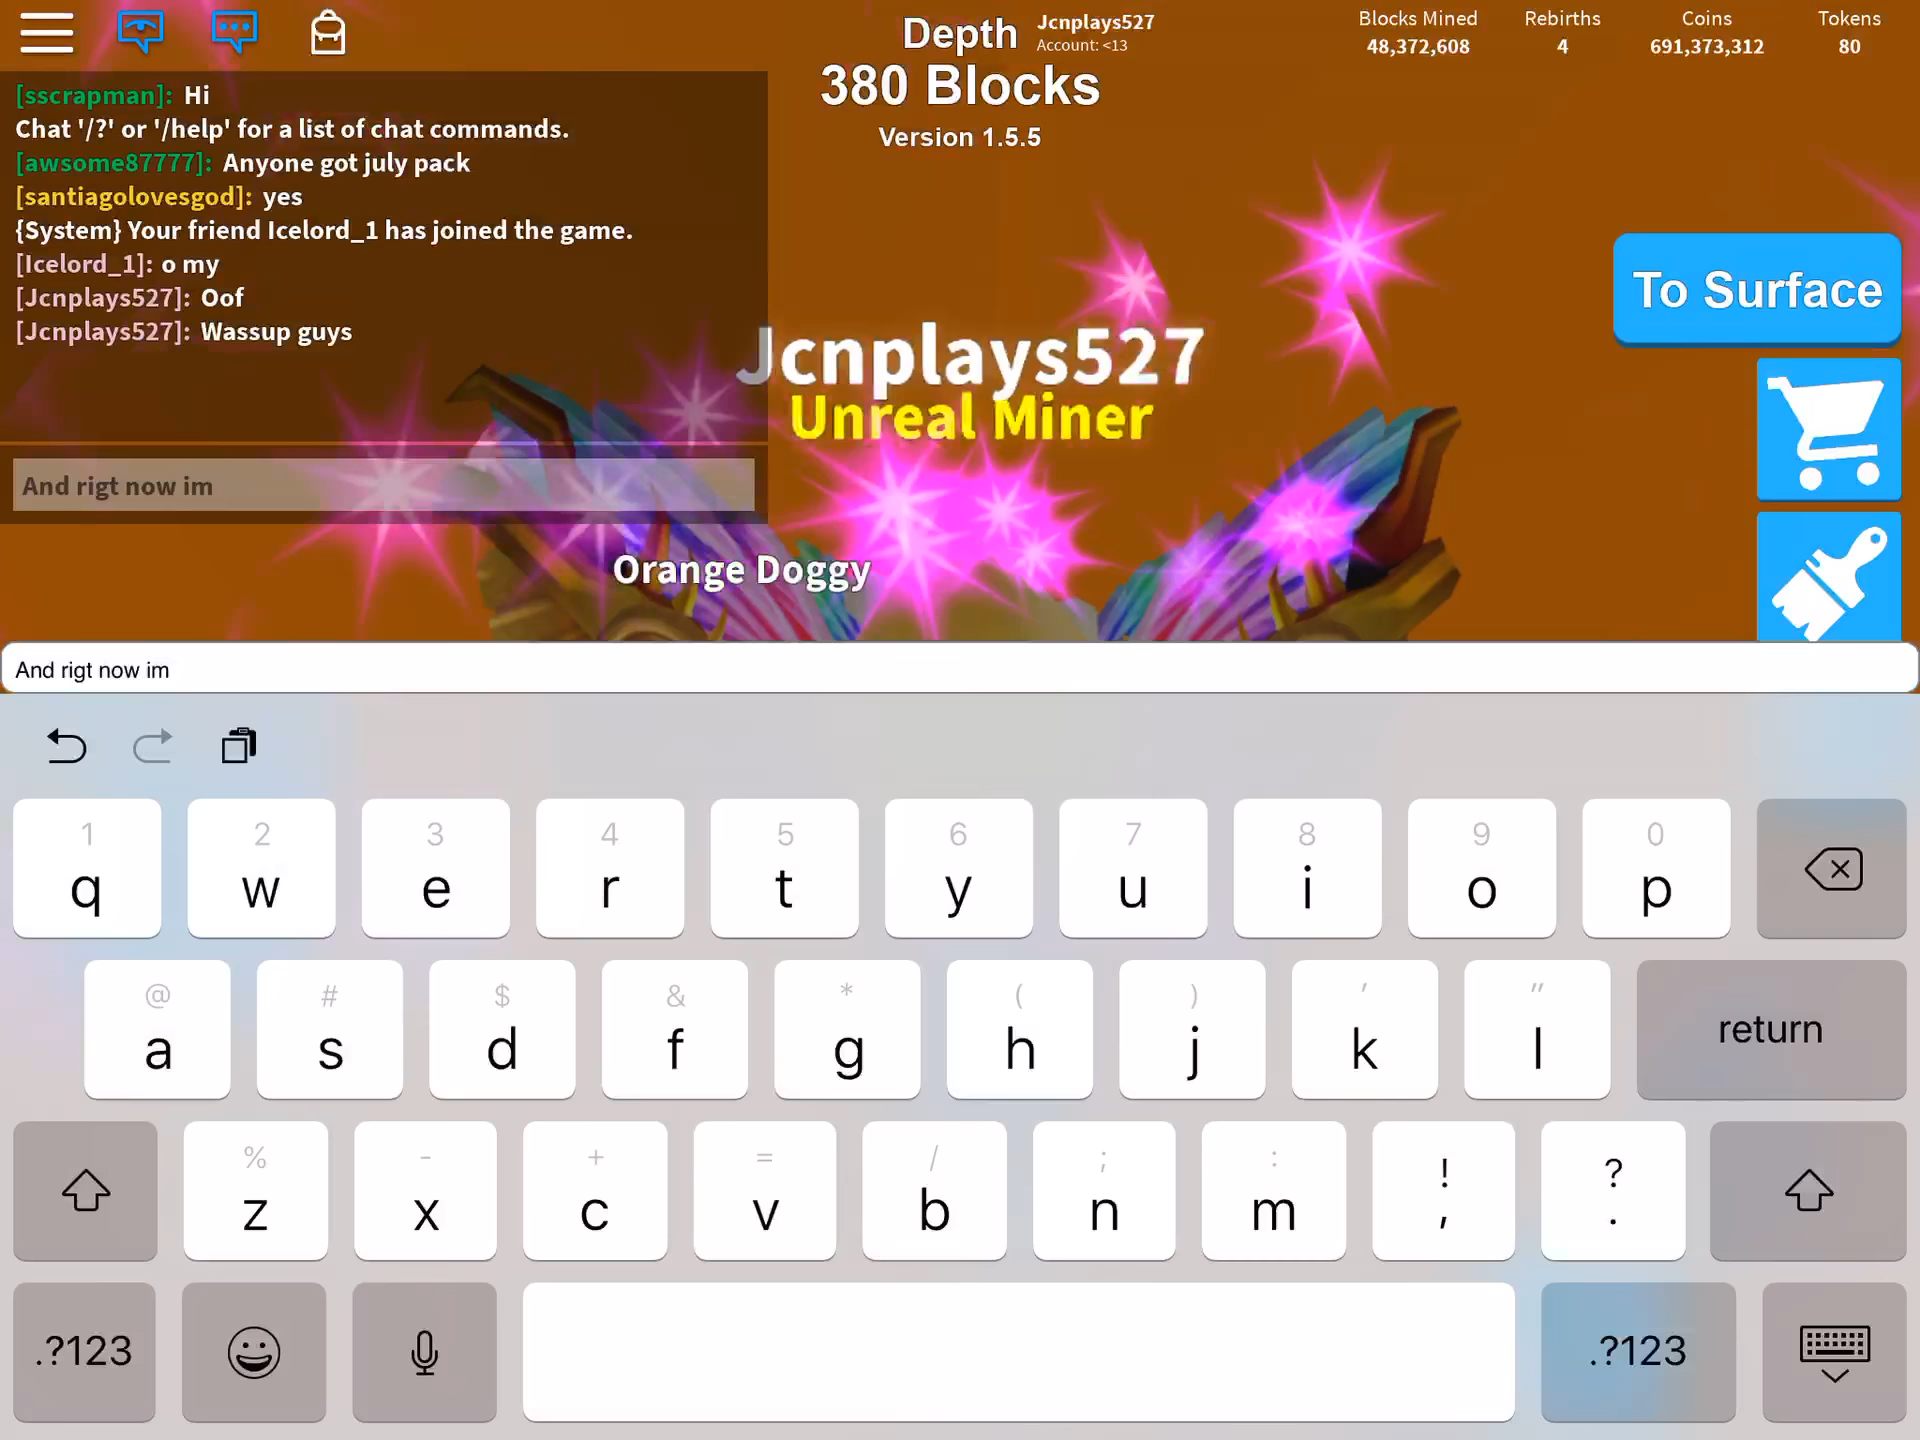 Depth
380 Blocks
Version 1.5.5
Jcnplays527
Account: <13
Blocks Mined
48,372,608
Rebirths
4
Coins
691,373,312
Tokens
80
[sscrapman]: Hi
Chat '/?' or '/help' for a list of chat commands.
[awsome87777]: Anyone got july pack
[santiagolovesgod]: yes
{System} Your friend Icelord_1 has joined the game.
[Icelord_1]: o my
[Jcnplays527]: Oof
[Jcnplays527]: Wassup guys
And rigt now im
To Surface
Jcnplays527
Unreal Miner
Orange Doggy
And rigt now im
1 2 3 4 5 6 7 8 9 0
q w e r t y u i o p
@ # $ & * ( ) ' "
a s d f g h j k l return
% - + = / ; : ! ?
z x c v b n m , .
.?123 .?123